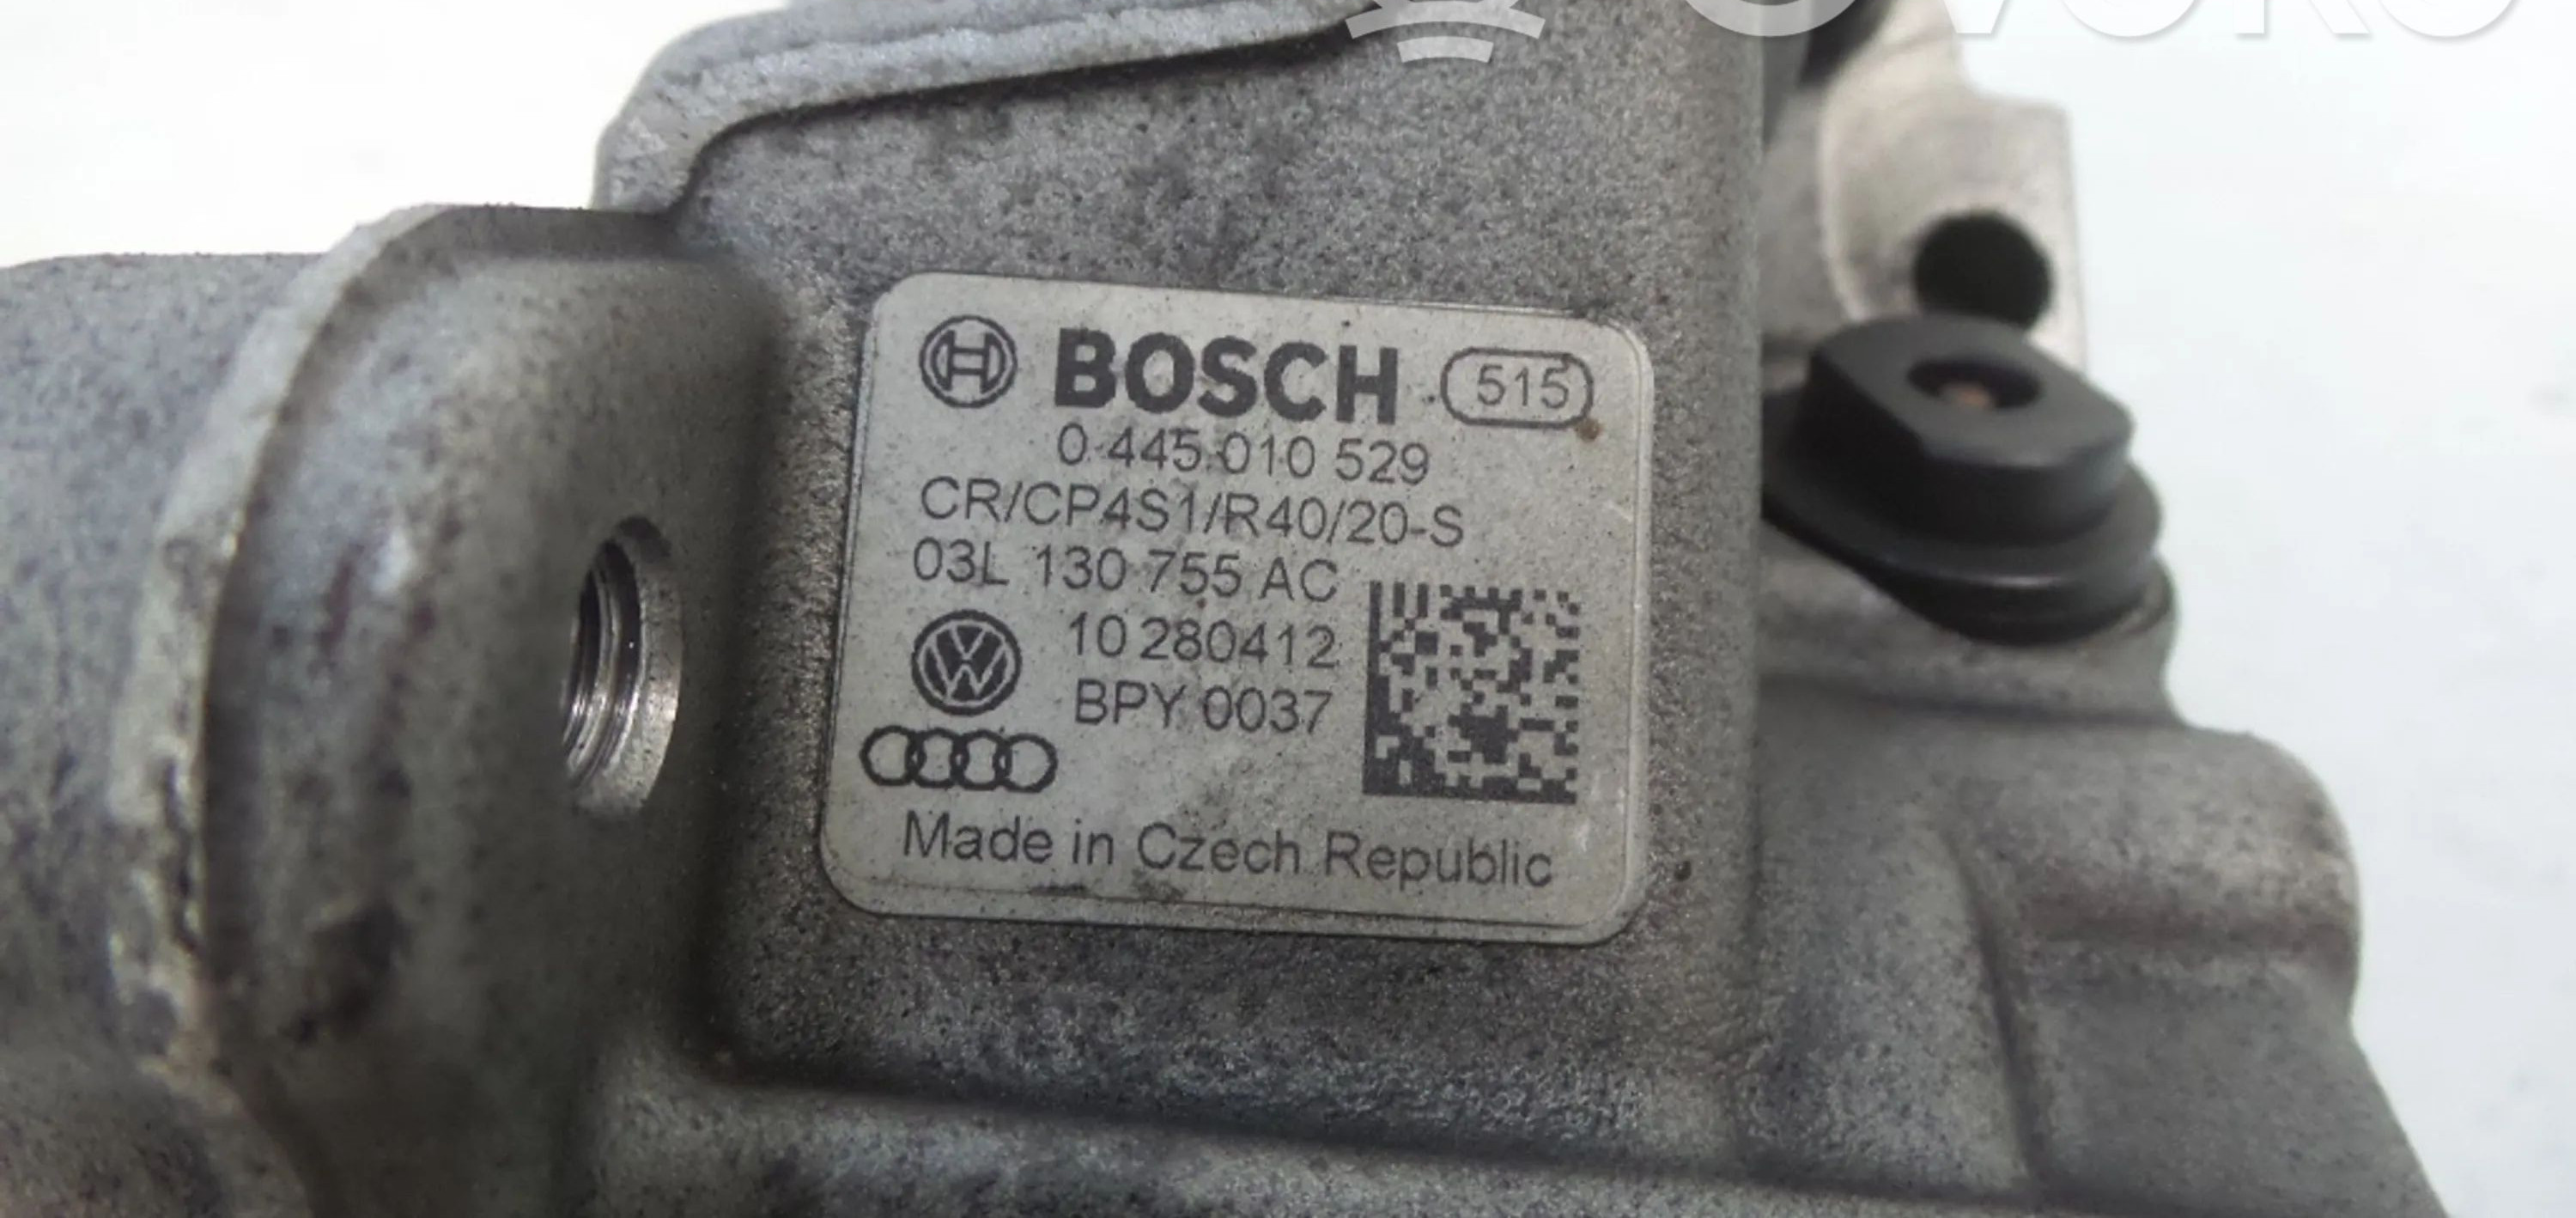 BOSCH 515
0 445 010 529
CR/CP4S1/R40/20-S
03L 130 755 AC
10 280412
BPY 0037
Made in Czech Republic